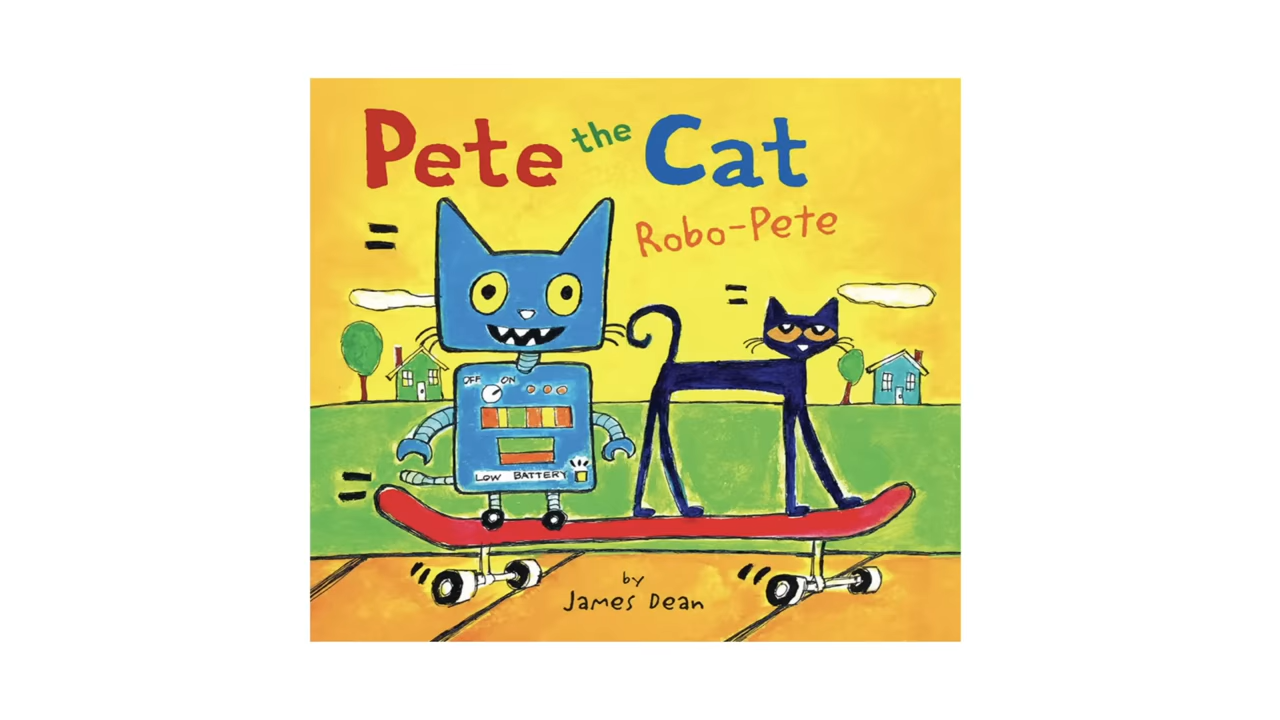 Pete the Cat
Robo-Pete
OFF ON
LOW BATTERY
by
James Dean